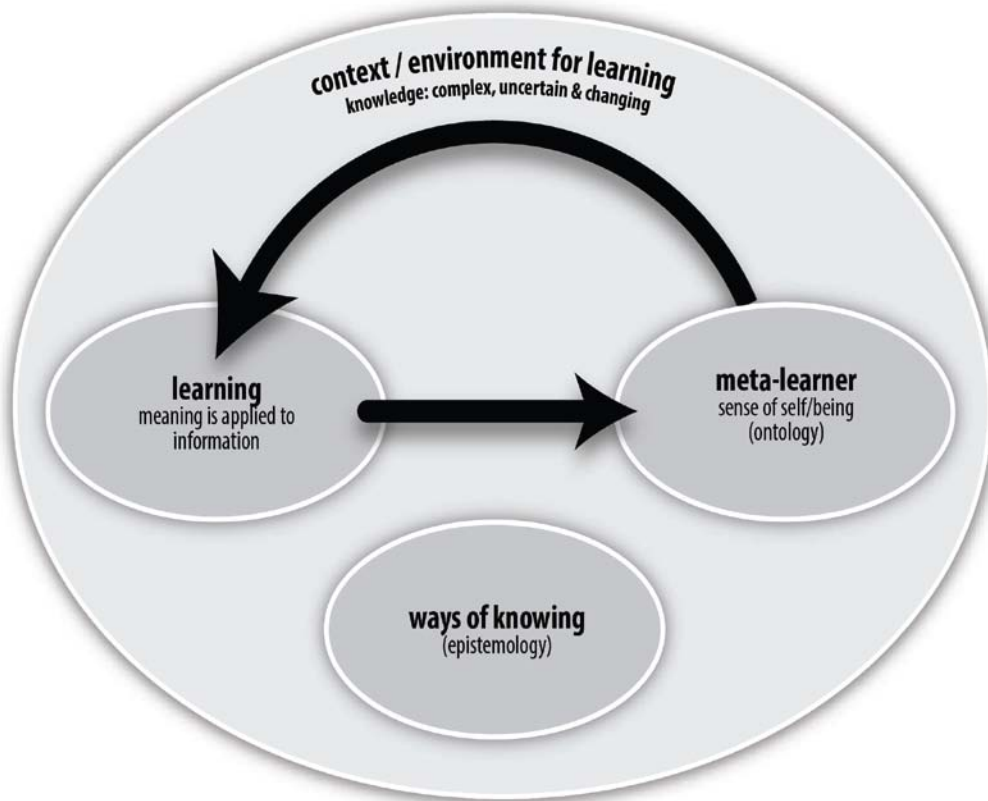 context / environment for learning
knowledge: complex, uncertain & changing
learning
meaning is applied to
information
meta-learner
sense of self/being
(ontology)
ways of knowing
(epistemology)